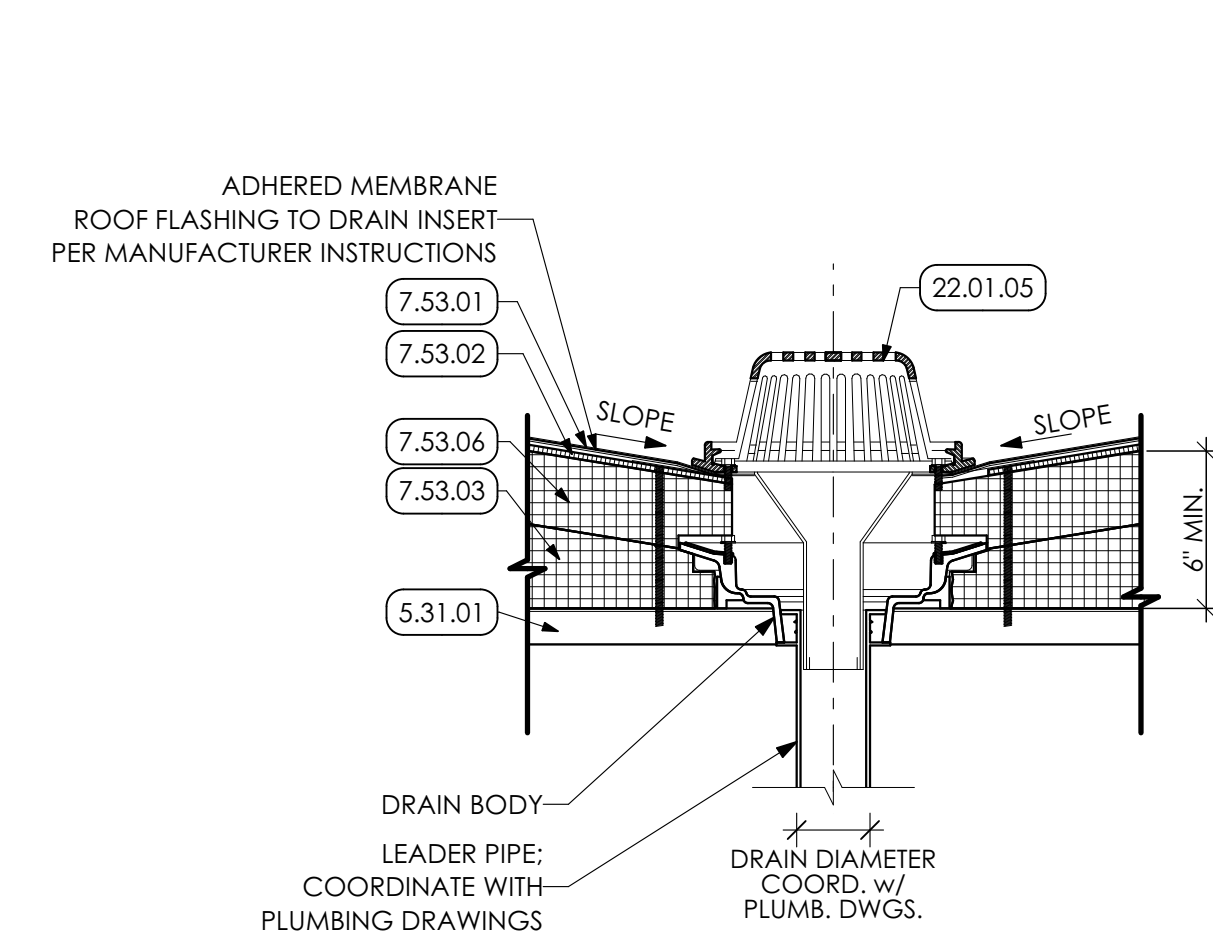 ADHERED MEMBRANE
ROOF FLASHING TO DRAIN INSERT
PER MANUFACTURER INSTRUCTIONS
7.53.01
7.53.02
7.53.06
7.53.03
5.31.01
22.01.05
SLOPE
SLOPE
6" MIN.
DRAIN BODY
LEADER PIPE;
COORDINATE WITH
PLUMBING DRAWINGS
DRAIN DIAMETER
COORD. w/
PLUMB. DWGS.